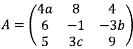 A = ( 4a 8 4
6 -1 -3b
5 3c 9 )